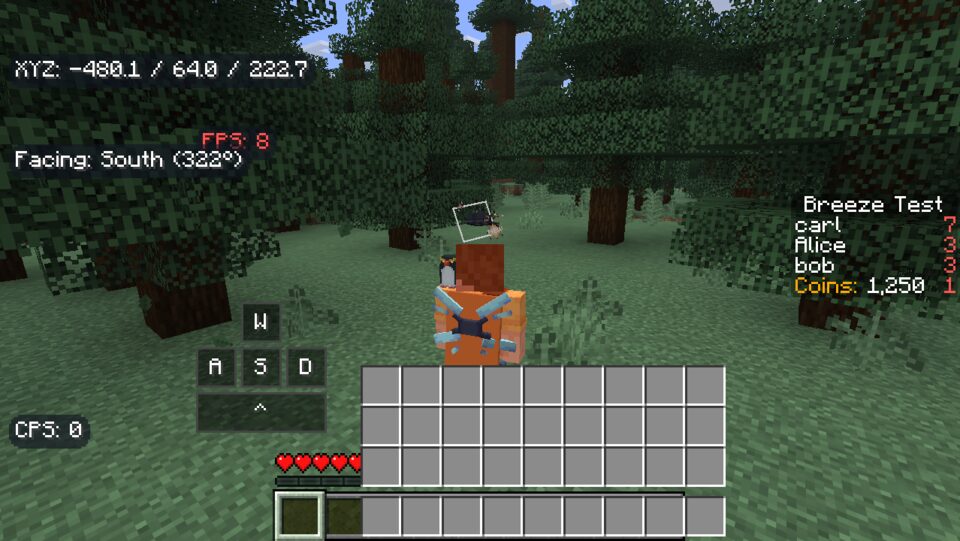 XYZ: -480.1 / 64.0 / 222.7
FPS: 8
Facing: South (322°)
Breeze Test
carl 7
Alice 3
bob 3
Coins: 1,250 1
W
A S D
^
CPS: 0